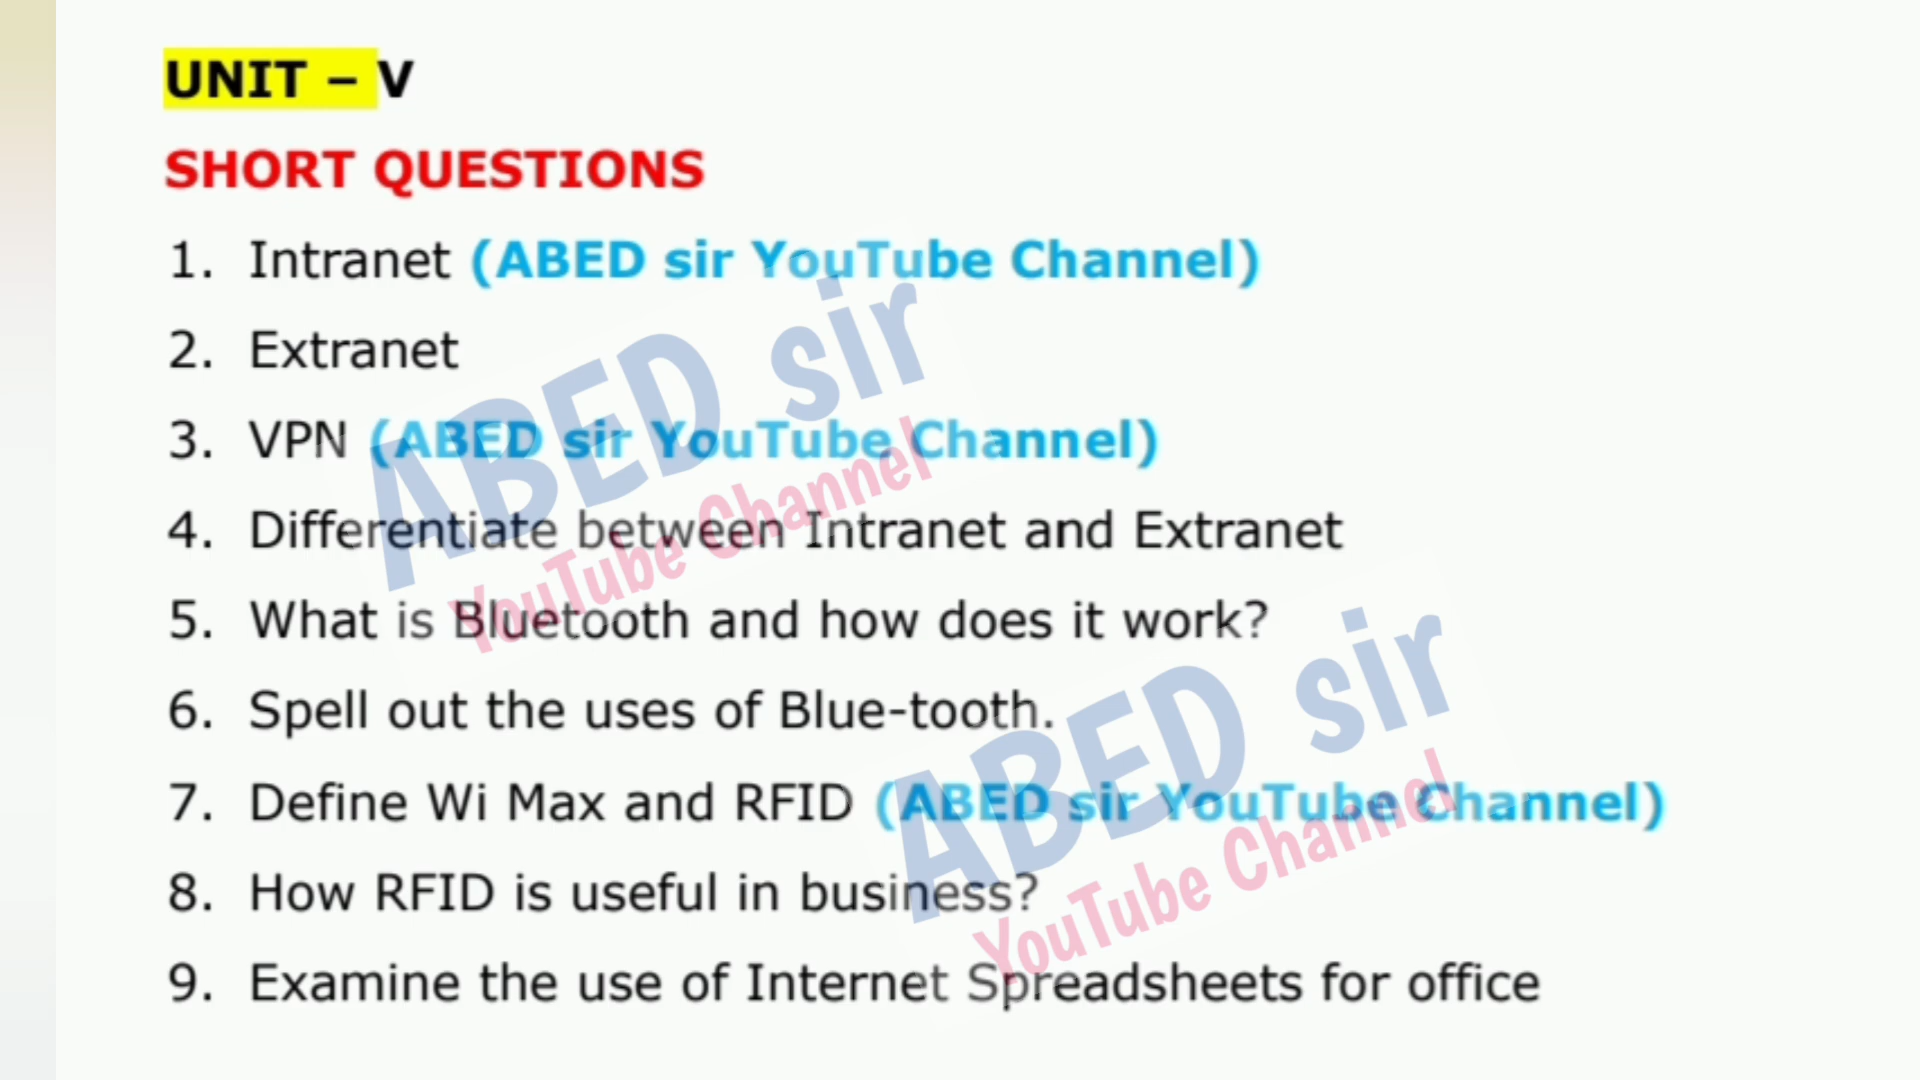 UNIT – V
SHORT QUESTIONS
1. Intranet (ABED sir YouTube Channel)
2. Extranet
3. VPN (ABED sir YouTube Channel)
4. Differentiate between Intranet and Extranet
5. What is Bluetooth and how does it work?
6. Spell out the uses of Blue-tooth.
7. Define Wi Max and RFID (ABED sir YouTube Channel)
8. How RFID is useful in business?
9. Examine the use of Internet Spreadsheets for office
ABED sir
YouTube Channel
ABED sir
YouTube Channel